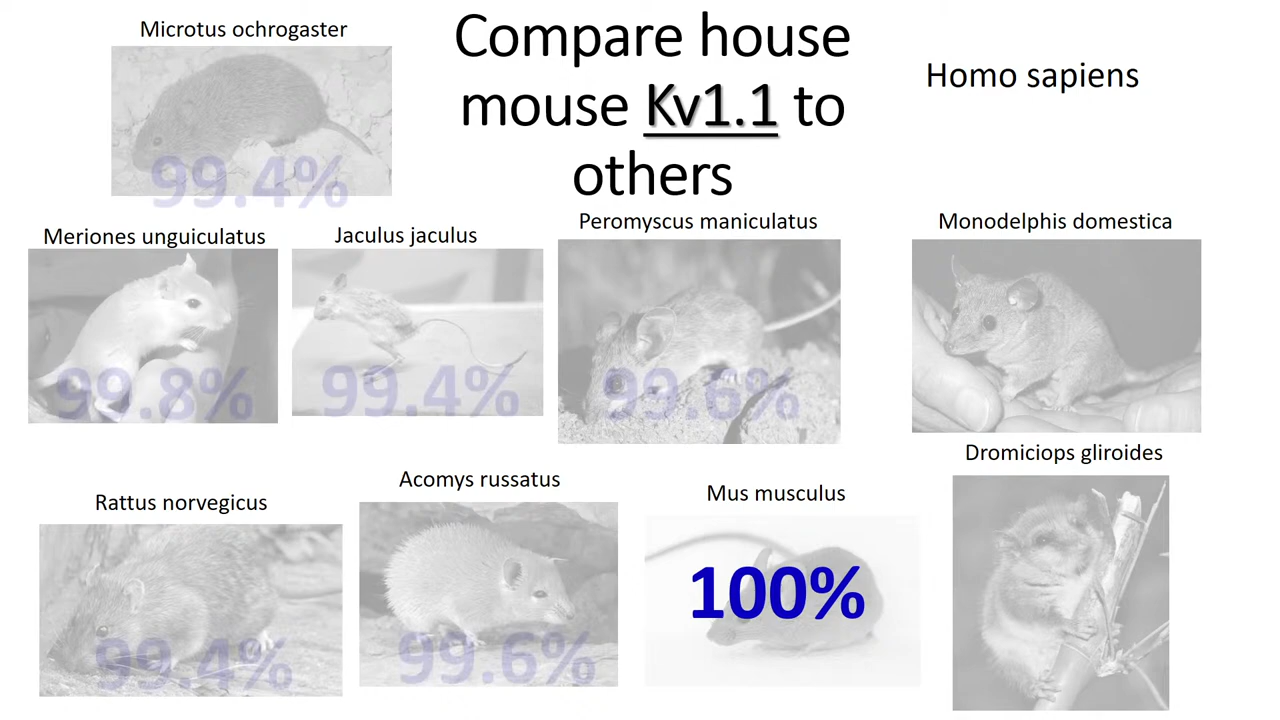 Microtus ochrogaster
99.4%
Compare house
mouse Kv1.1 to
others
Homo sapiens
Meriones unguiculatus
99.8%
Jaculus jaculus
99.4%
Peromyscus maniculatus
99.6%
Monodelphis domestica
Rattus norvegicus
99.4%
Acomys russatus
99.6%
Mus musculus
100%
Dromiciops gliroides